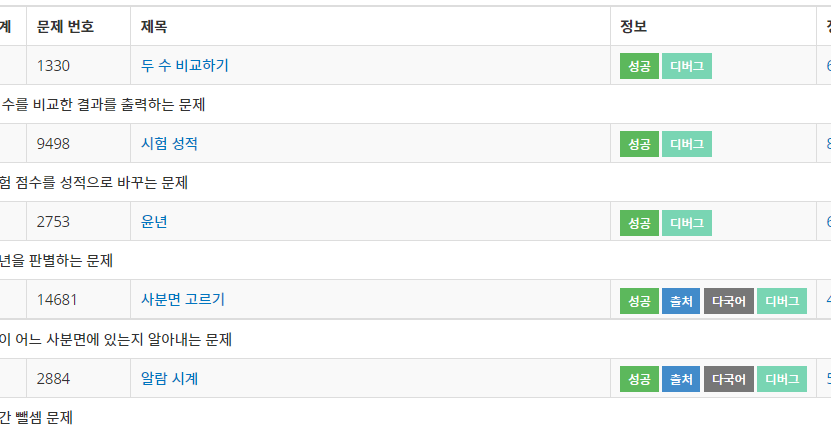 계 문제 번호 제목 정보
1330 두 수 비교하기 성공 디버그
수를 비교한 결과를 출력하는 문제
9498 시험 성적 성공 디버그
험 점수를 성적으로 바꾸는 문제
2753 윤년 성공 디버그
년을 판별하는 문제
14681 사분면 고르기 성공 출처 다국어 디버그
이 어느 사분면에 있는지 알아내는 문제
2884 알람 시계 성공 출처 다국어 디버그
간 뺄셈 문제